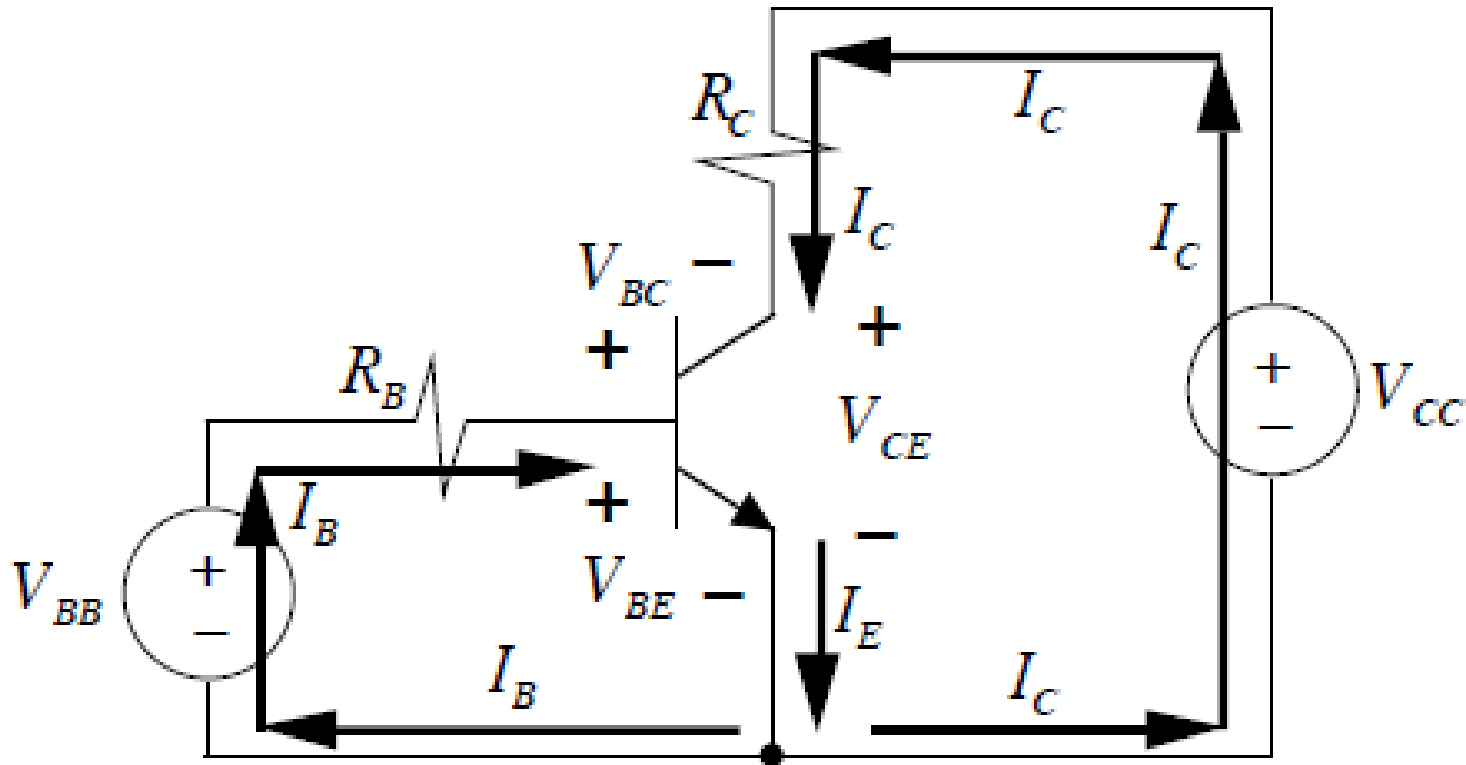 I_C
R_C
I_C
I_C
V_BC −
+
+
R_B
V_CE
+
−
V_CC
I_B
+
−
+
−
V_BB
V_BE −
I_E
I_B
I_C